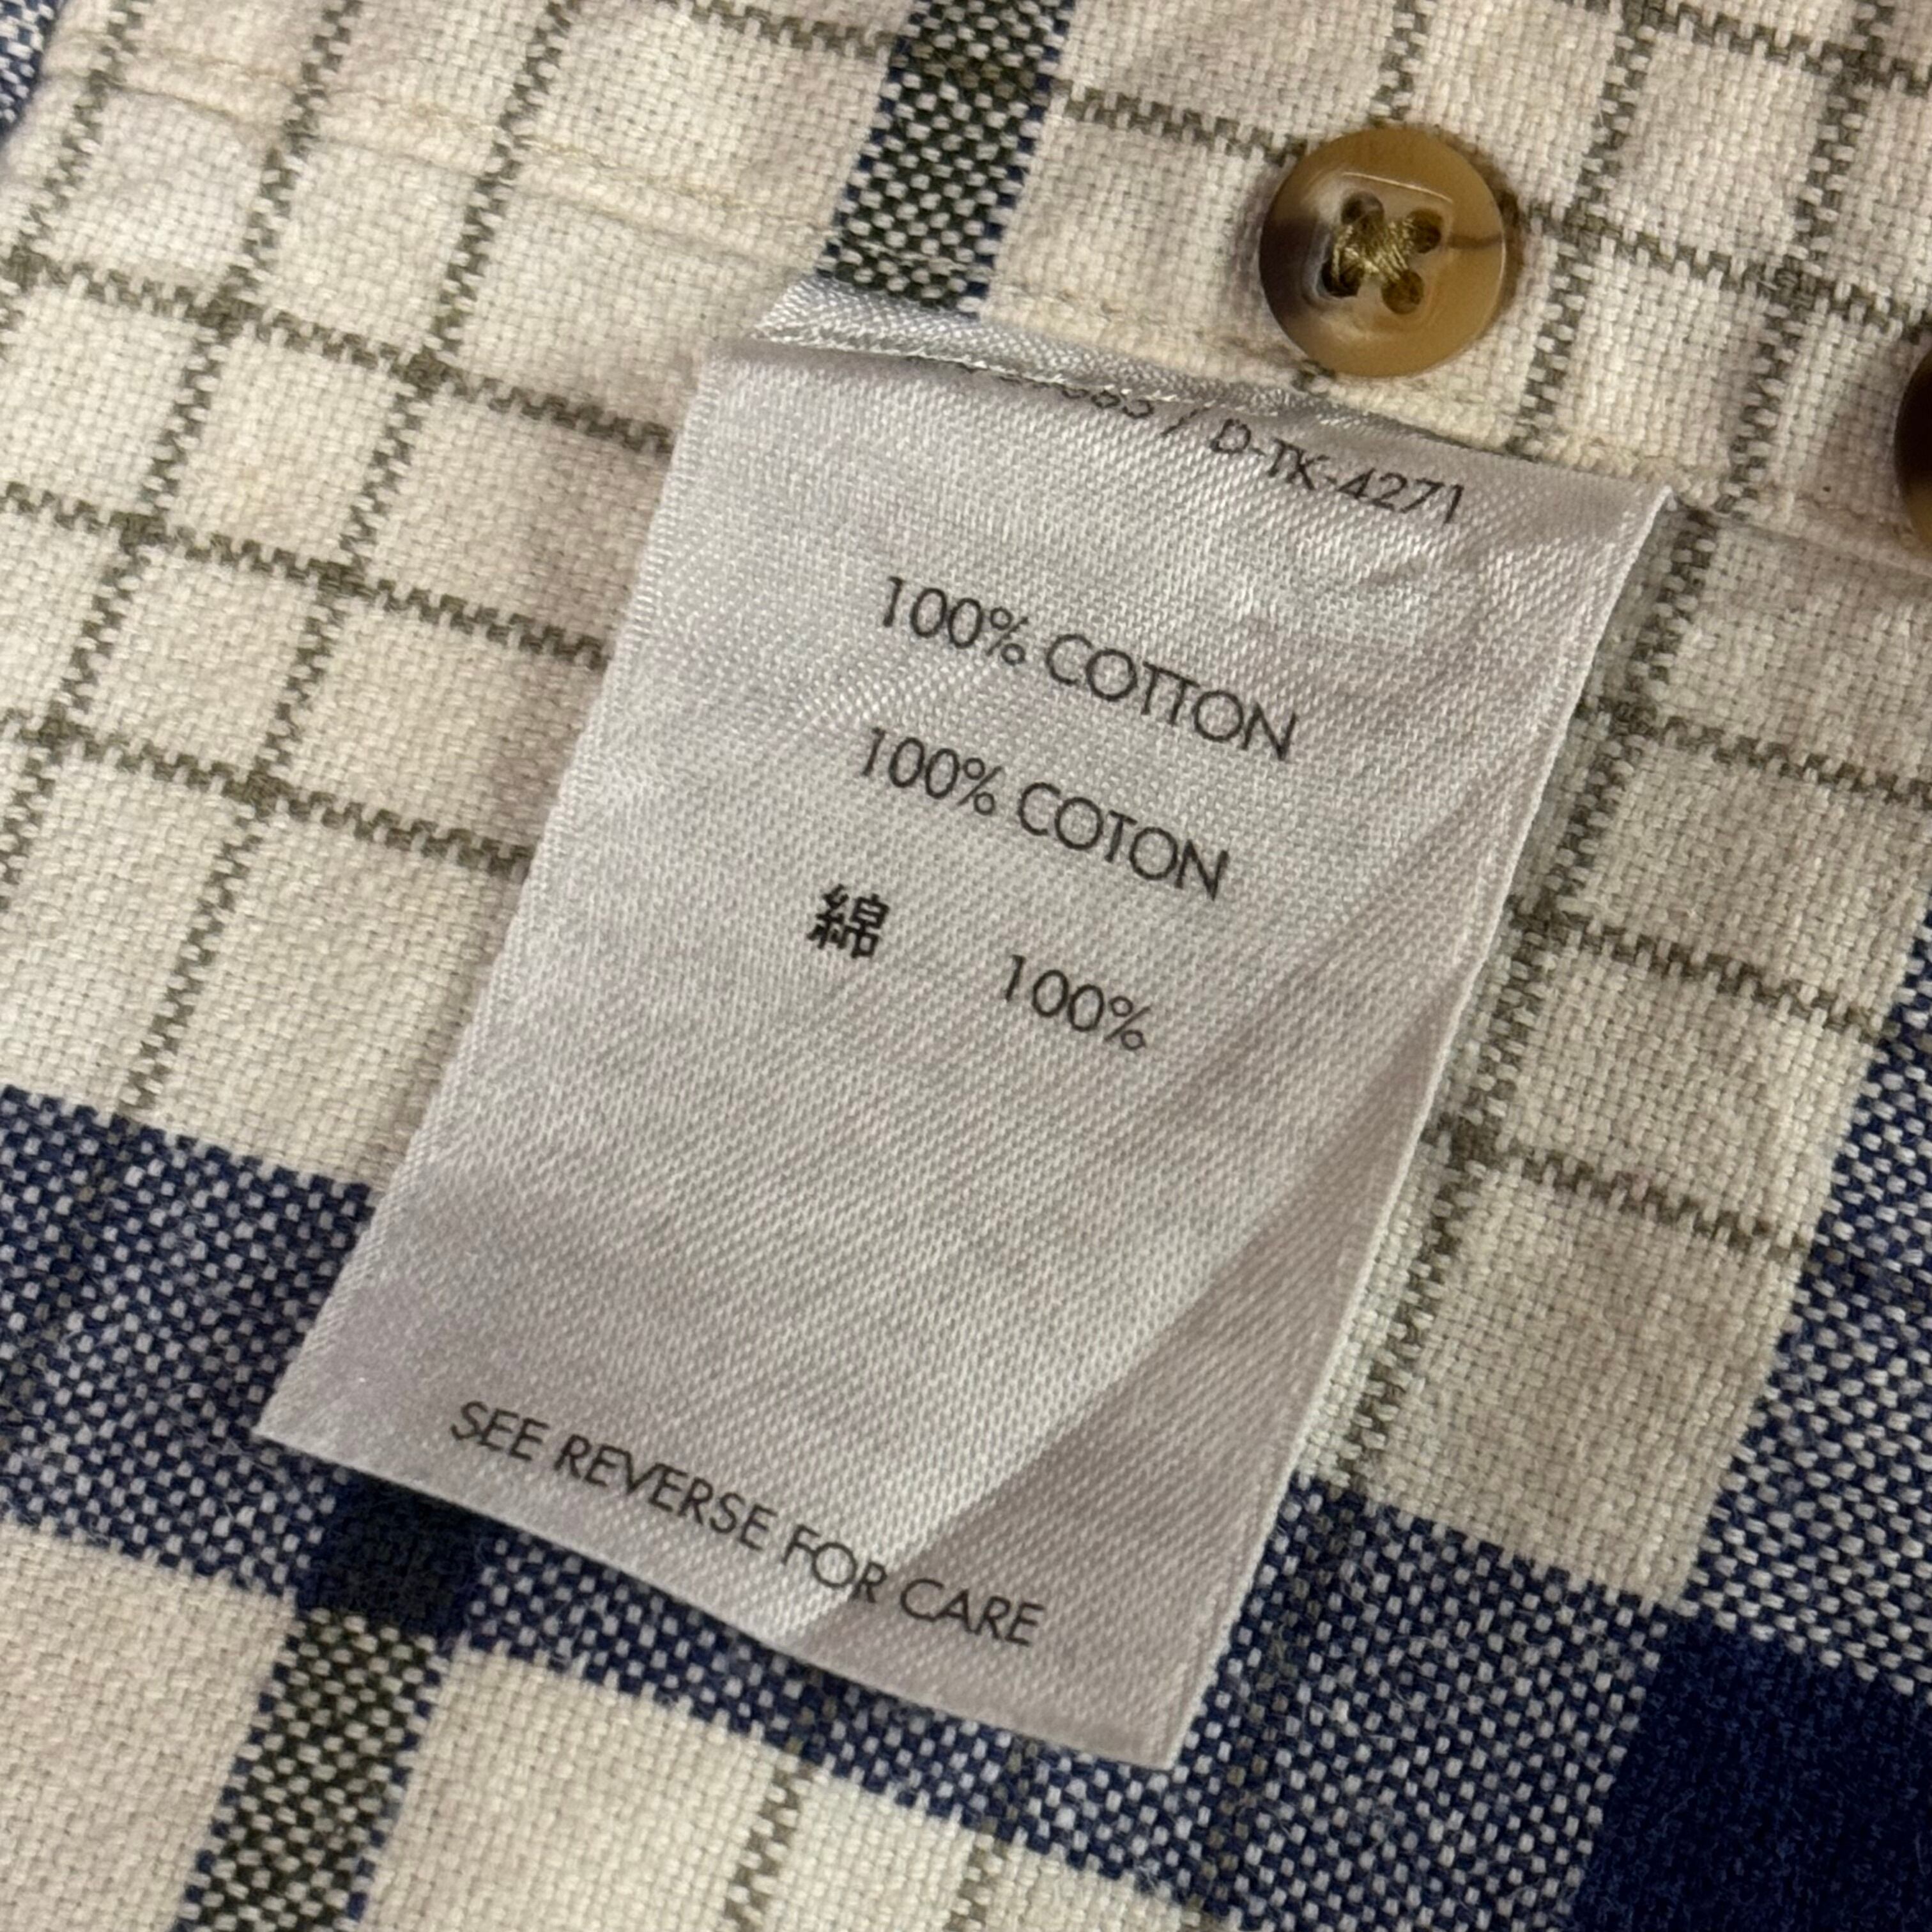 / D-TK-4271
100% COTTON
100% COTON
綿 100%
SEE REVERSE FOR CARE